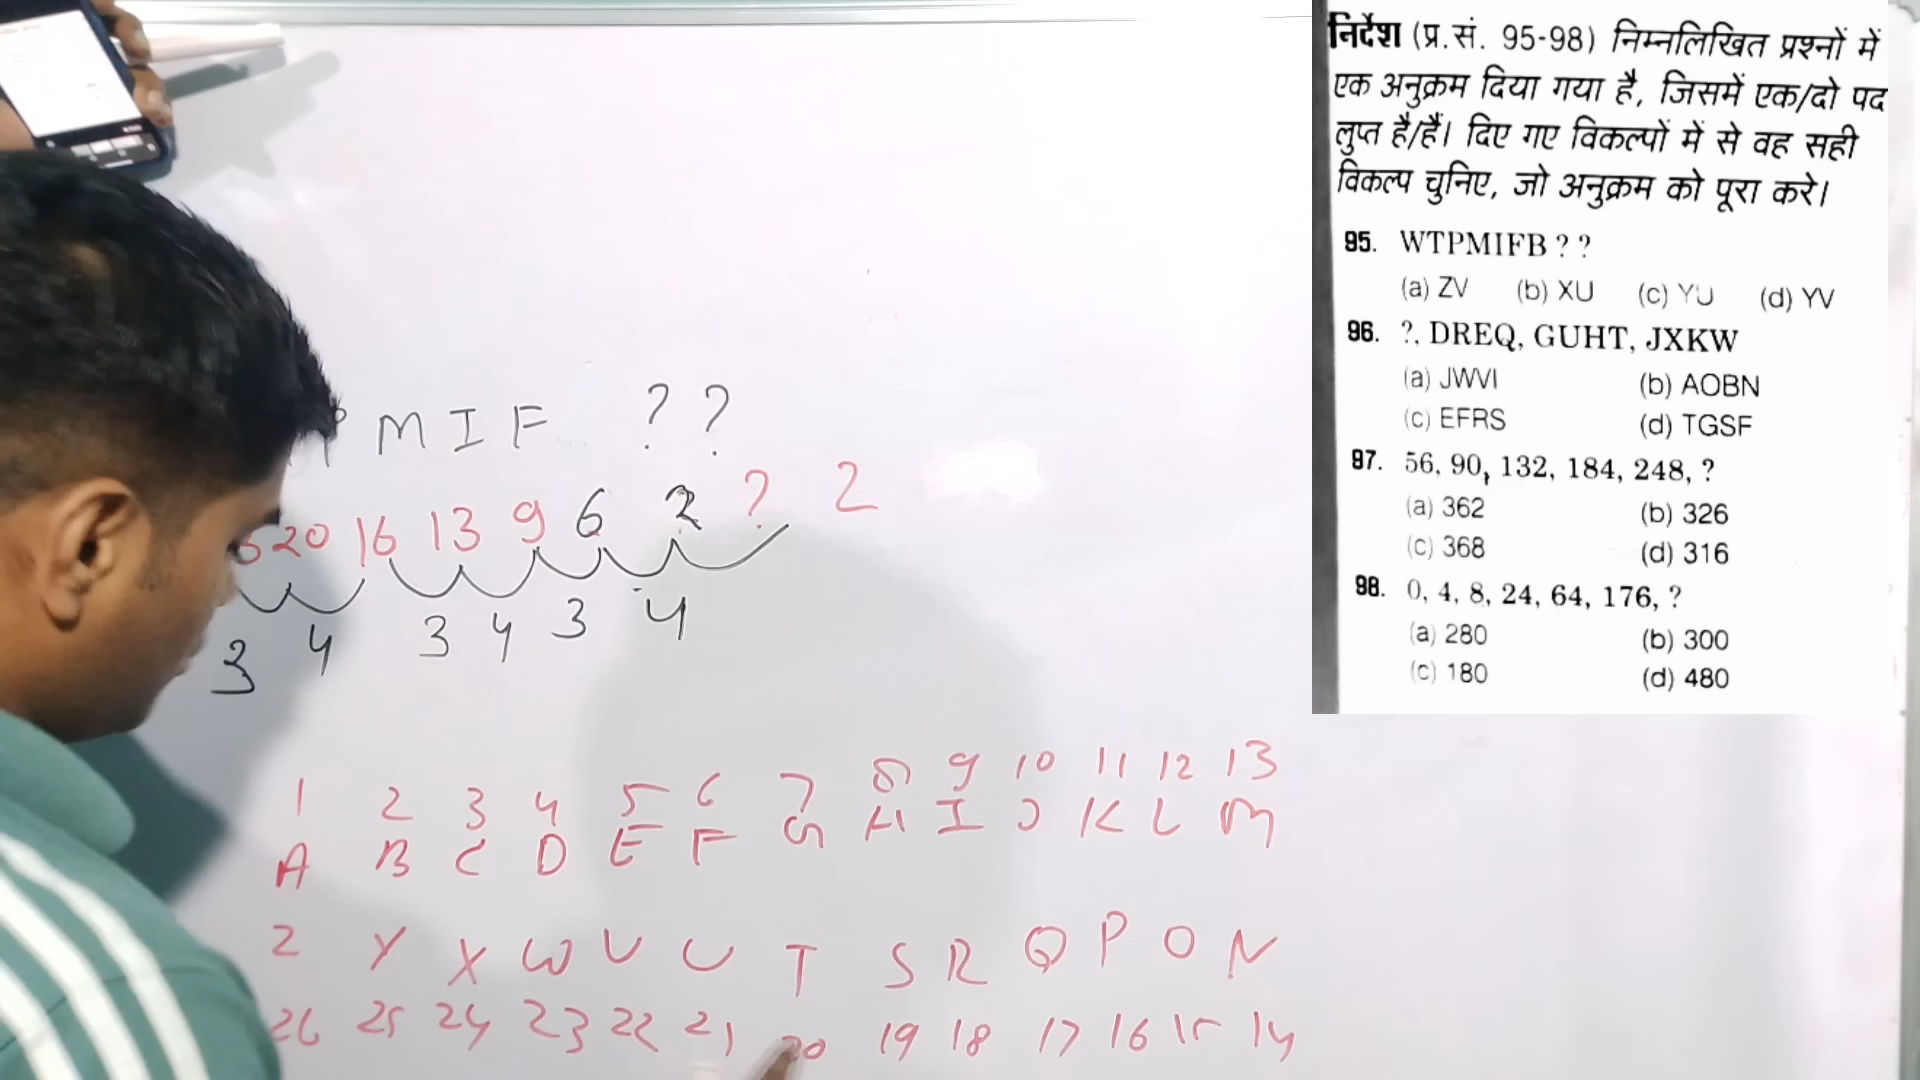 निर्देश (प्र.सं. 95-98) निम्नलिखित प्रश्नों में
एक अनुक्रम दिया गया है, जिसमें एक/दो पद
लुप्त है/हैं। दिए गए विकल्पों में से वह सही
विकल्प चुनिए, जो अनुक्रम को पूरा करे।
95. WTPMIFB ? ?
(a) ZV (b) XU (c) YU (d) YV
96. ?, DREQ, GUHT, JXKW
(a) JWVI (b) AOBN
(c) EFRS (d) TGSF
97. 56, 90, 132, 184, 248, ?
(a) 362 (b) 326
(c) 368 (d) 316
98. 0, 4, 8, 24, 64, 176, ?
(a) 280 (b) 300
(c) 180 (d) 480
P M I F ? ?
20 16 13 9 6 2 ? 2
3 4 3 4 3 4
1 2 3 4 5 6 7 8 9 10 11 12 13
A B C D E F G H I J K L M
Z Y X W V U T S R Q P O N
26 25 24 23 22 21 20 19 18 17 16 15 14